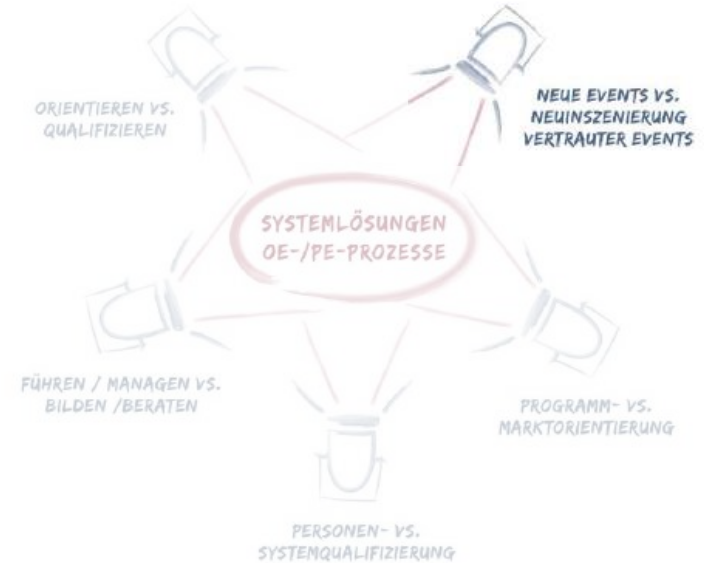 ORIENTIEREN VS.
QUALIFIZIEREN
NEUE EVENTS VS.
NEUINSZENIERUNG
VERTRAUTER EVENTS
SYSTEMLÖSUNGEN
OE-/PE-PROZESSE
FÜHREN / MANAGEN VS.
BILDEN /BERATEN
PROGRAMM- VS.
MARKTORIENTIERUNG
PERSONEN- VS.
SYSTEMQUALIFIZIERUNG